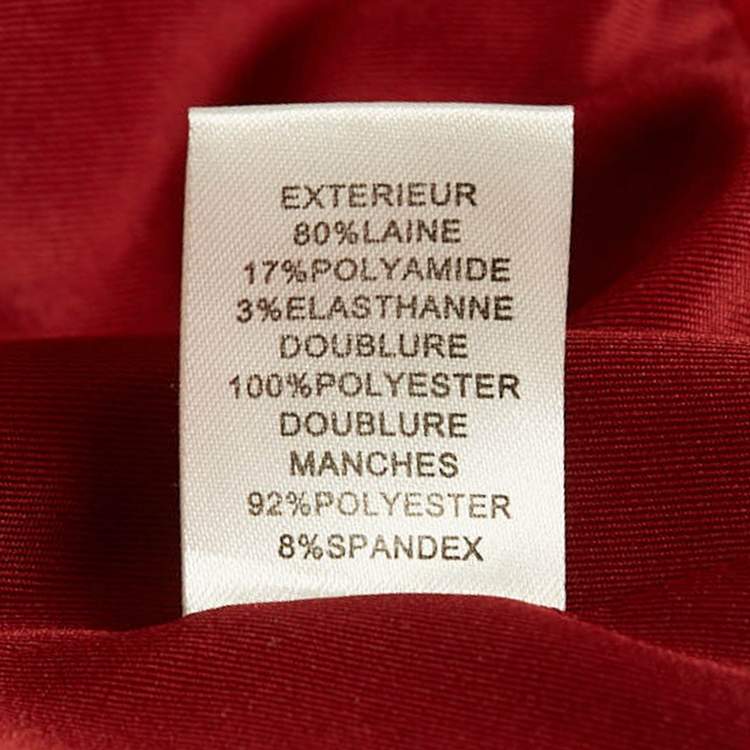 EXTERIEUR
80%LAINE
17%POLYAMIDE
3%ELASTHANNE
DOUBLURE
100%POLYESTER
DOUBLURE
MANCHES
92%POLYESTER
8%SPANDEX